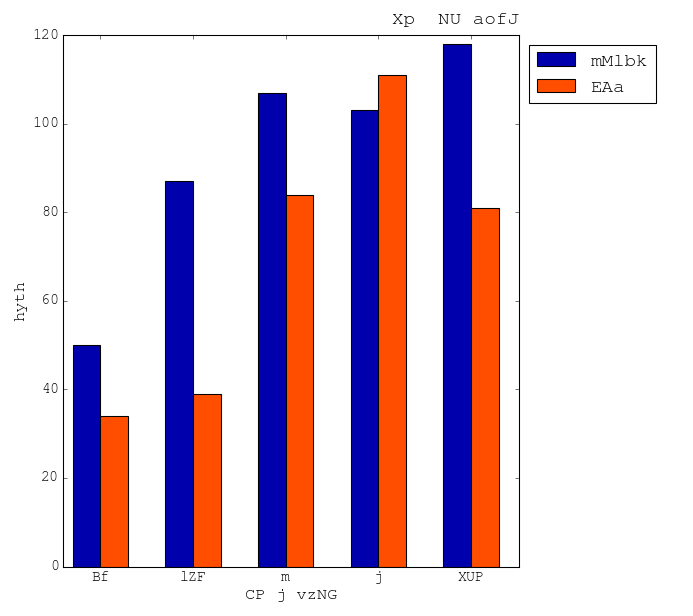 Xp  NU aofJ
mMlbk
EAa
hyth
120
100
80
60
40
20
0
Bf lZF m j XUP
CP j vzNG